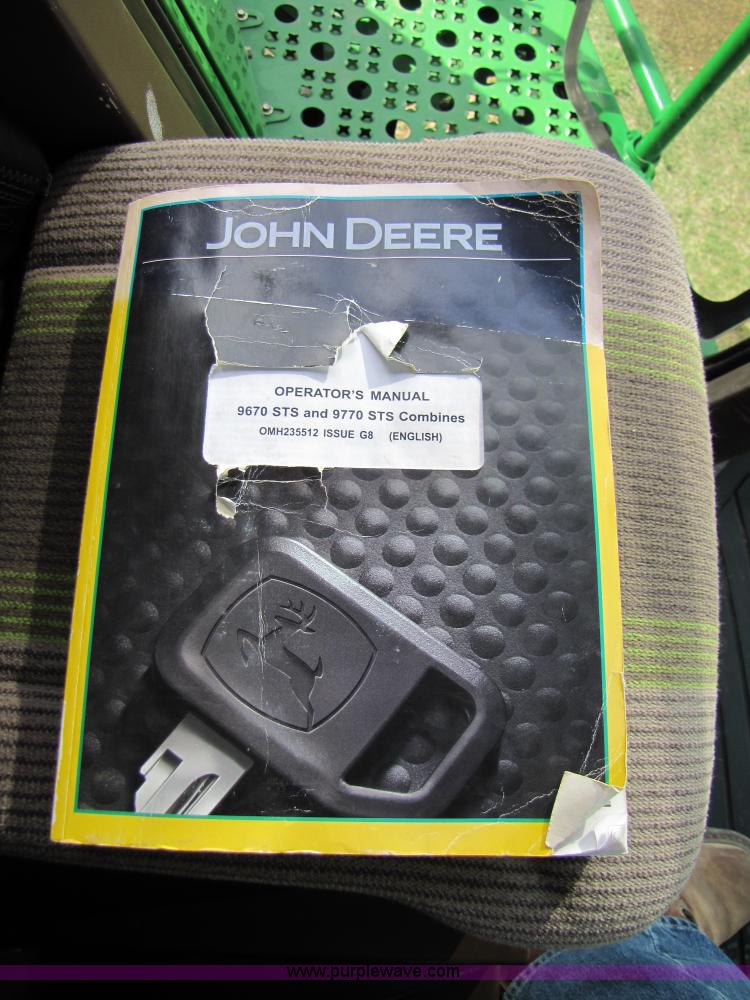 JOHN DEERE
OPERATOR'S MANUAL
9670 STS and 9770 STS Combines
OMH235512 ISSUE G8 (ENGLISH)
www.purplewave.com